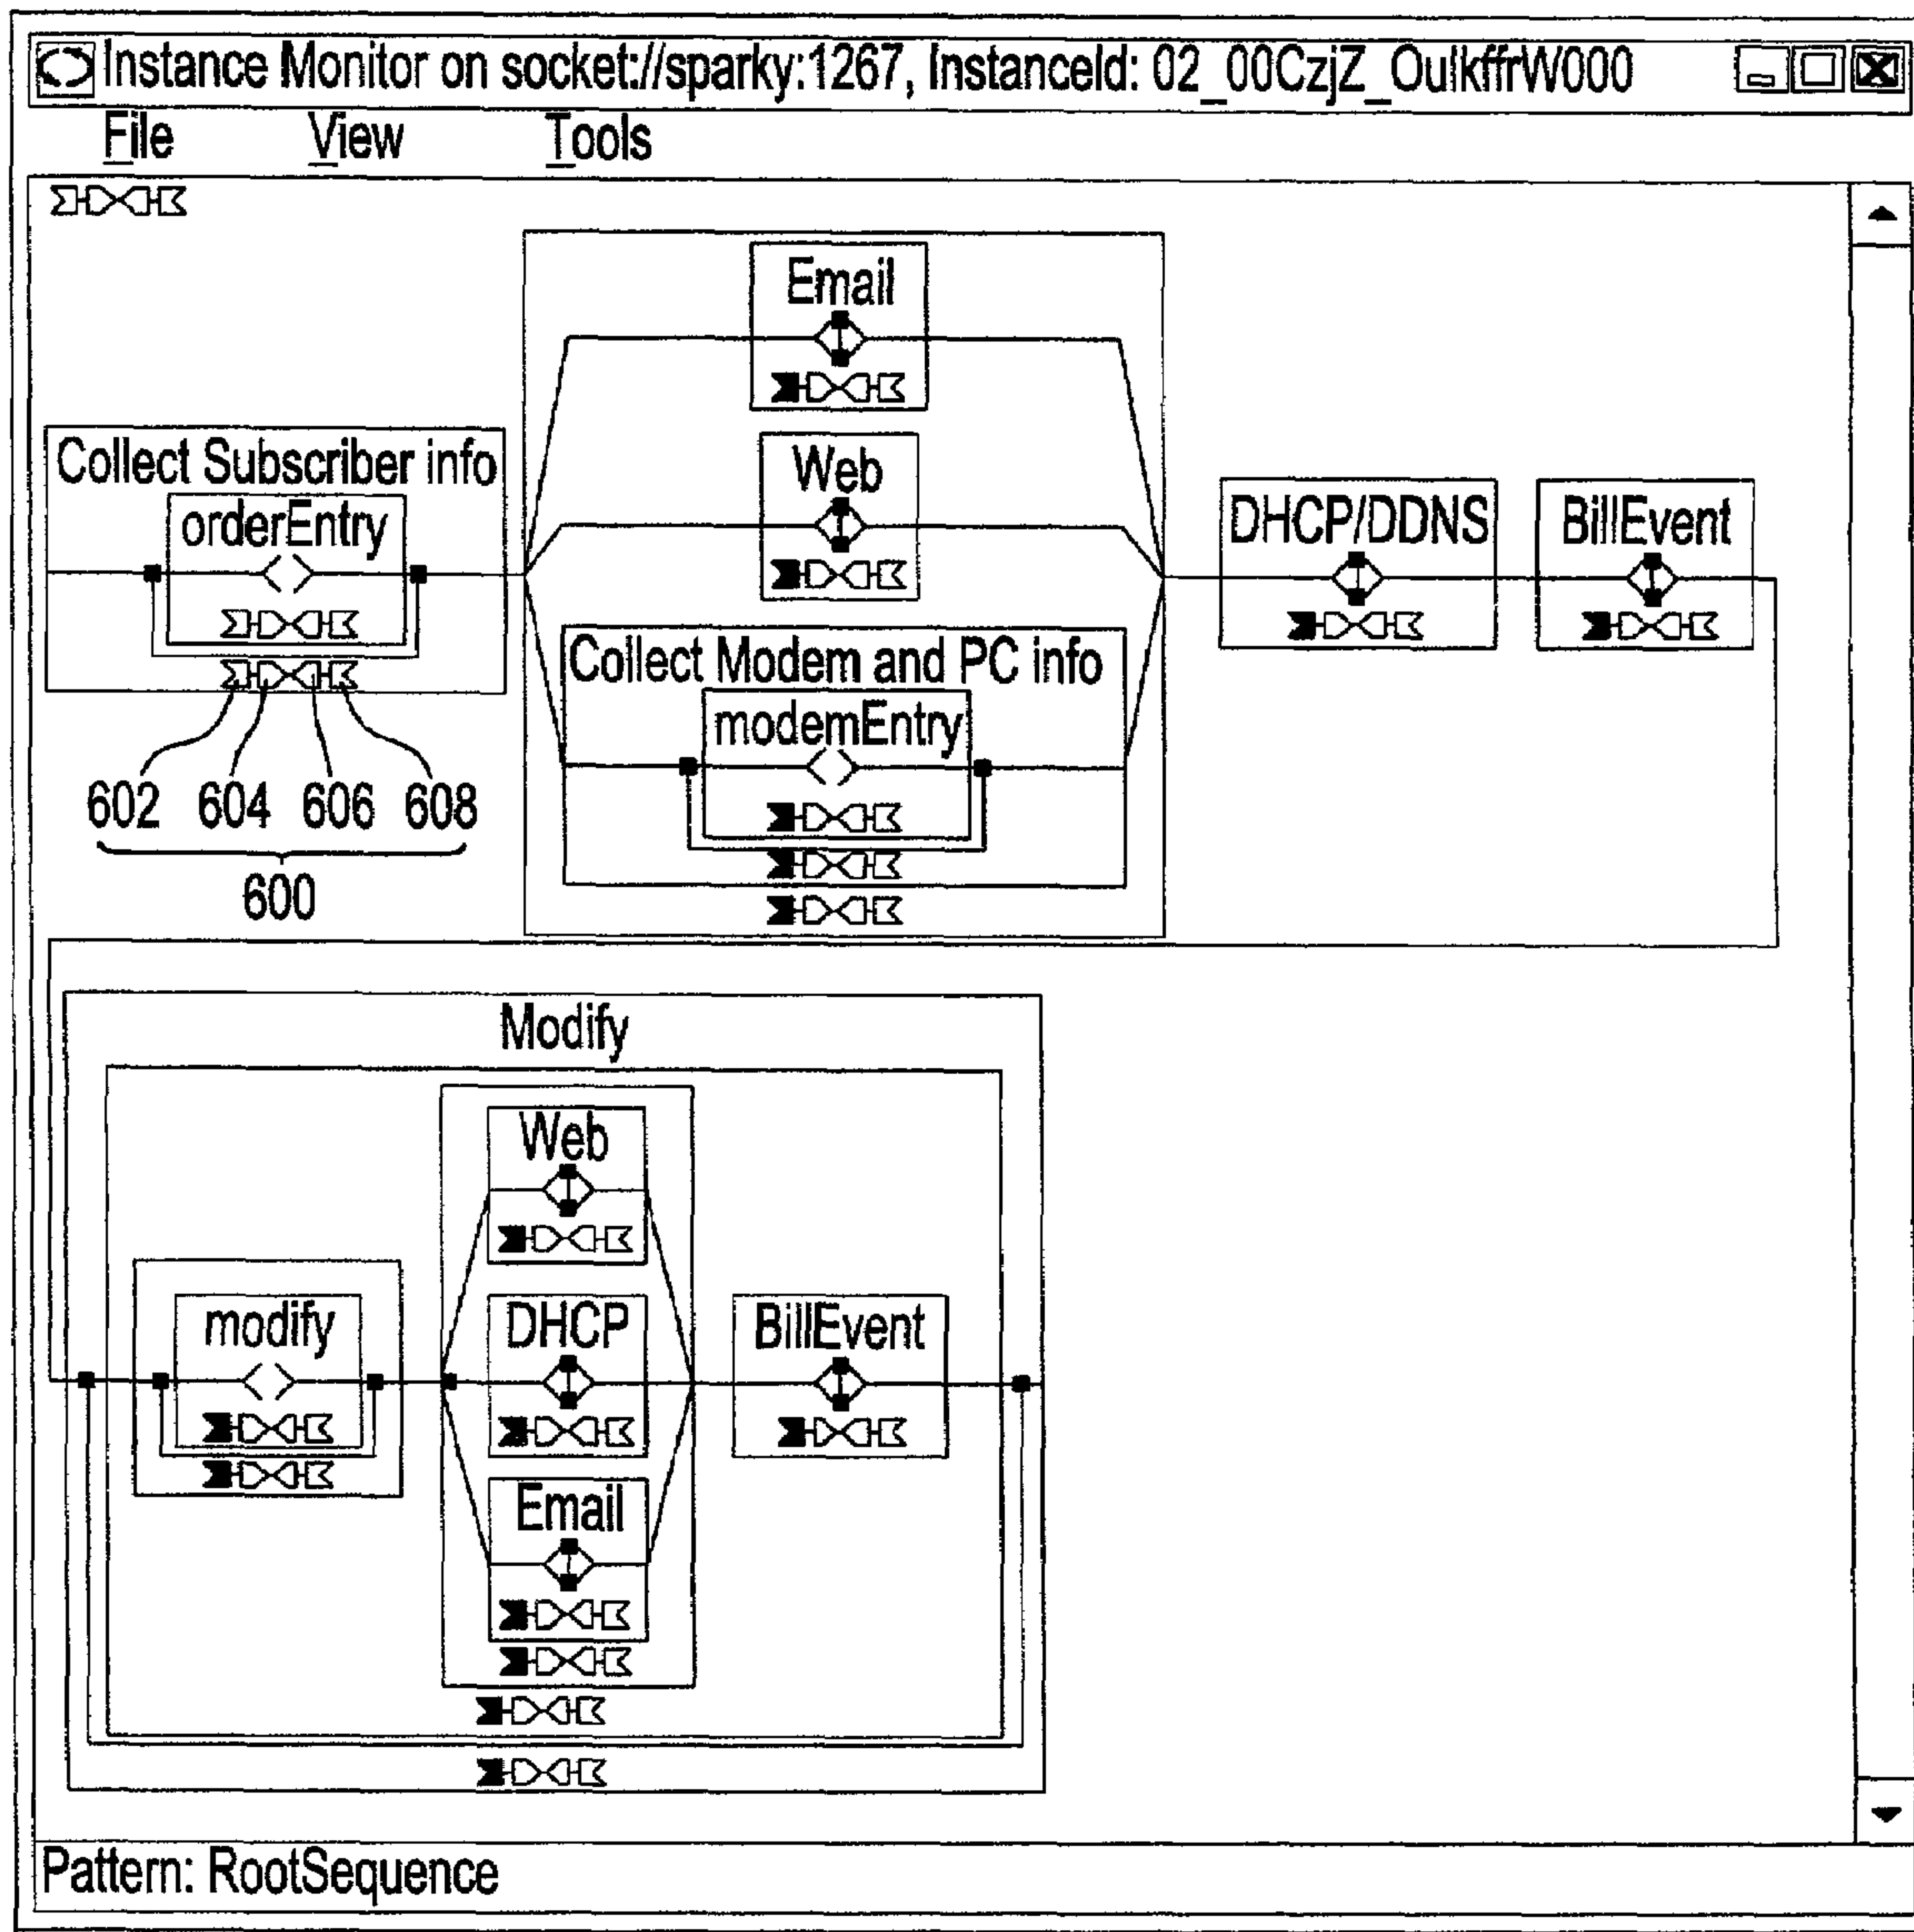 Instance Monitor on socket://sparky:1267, InstanceId: 02_00CzjZ_OulkffrW000
File View Tools
Email
Web
Collect Subscriber info
orderEntry
DHCP/DDNS
BillEvent
Collect Modem and PC info
modemEntry
602 604 606 608
600
Modify
Web
modify
DHCP
BillEvent
Email
Pattern: RootSequence